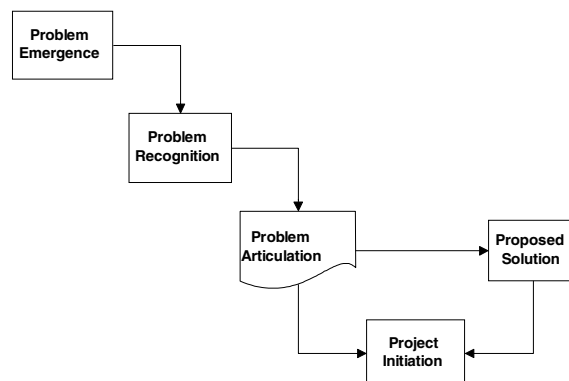 Problem
Emergence
Problem
Recognition
Problem
Articulation
Proposed
Solution
Project
Initiation